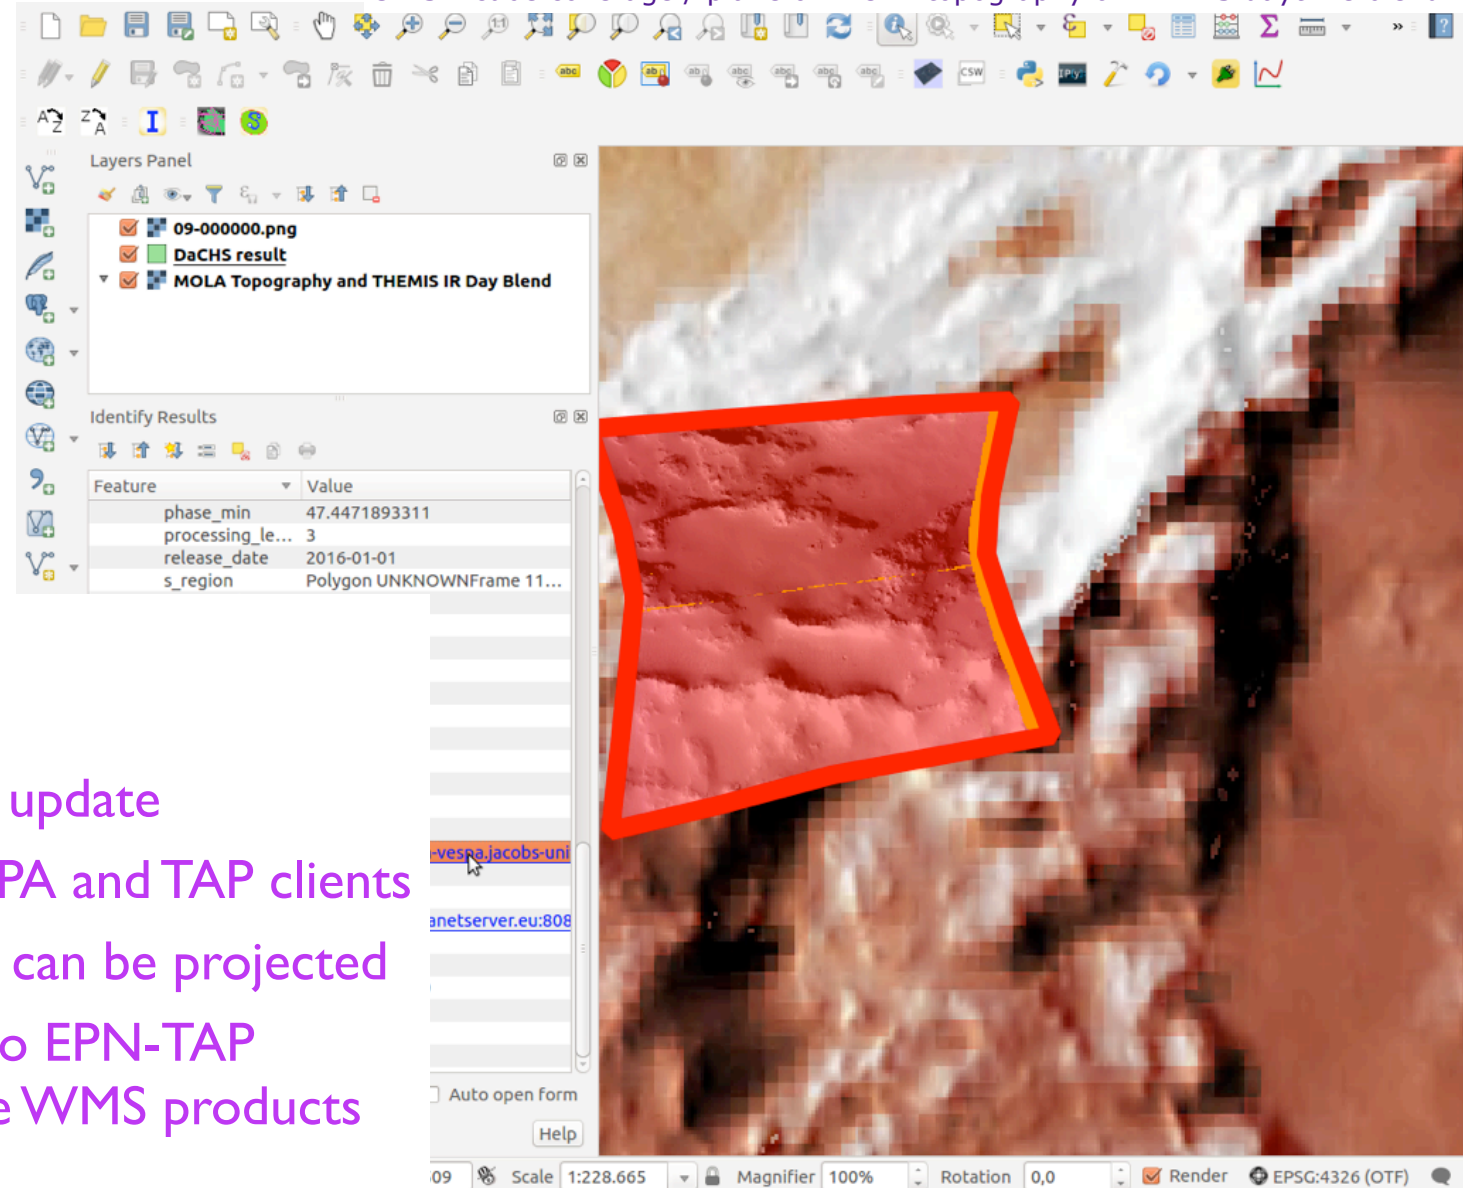 Layers Panel
09-000000.png
DaCHS result
MOLA Topography and THEMIS IR Day Blend
Identify Results
Feature Value
phase_min 47.4471893311
processing_le... 3
release_date 2016-01-01
s_region Polygon UNKNOWNFrame 11...
update
-vespa.jacobs-uni
PA and TAP clients
anetserver.eu:808
can be projected
o EPN-TAP
e WMS products
Auto open form
Help
09 Scale 1:228.665 Magnifier 100% Rotation 0,0 Render EPSG:4326 (OTF)